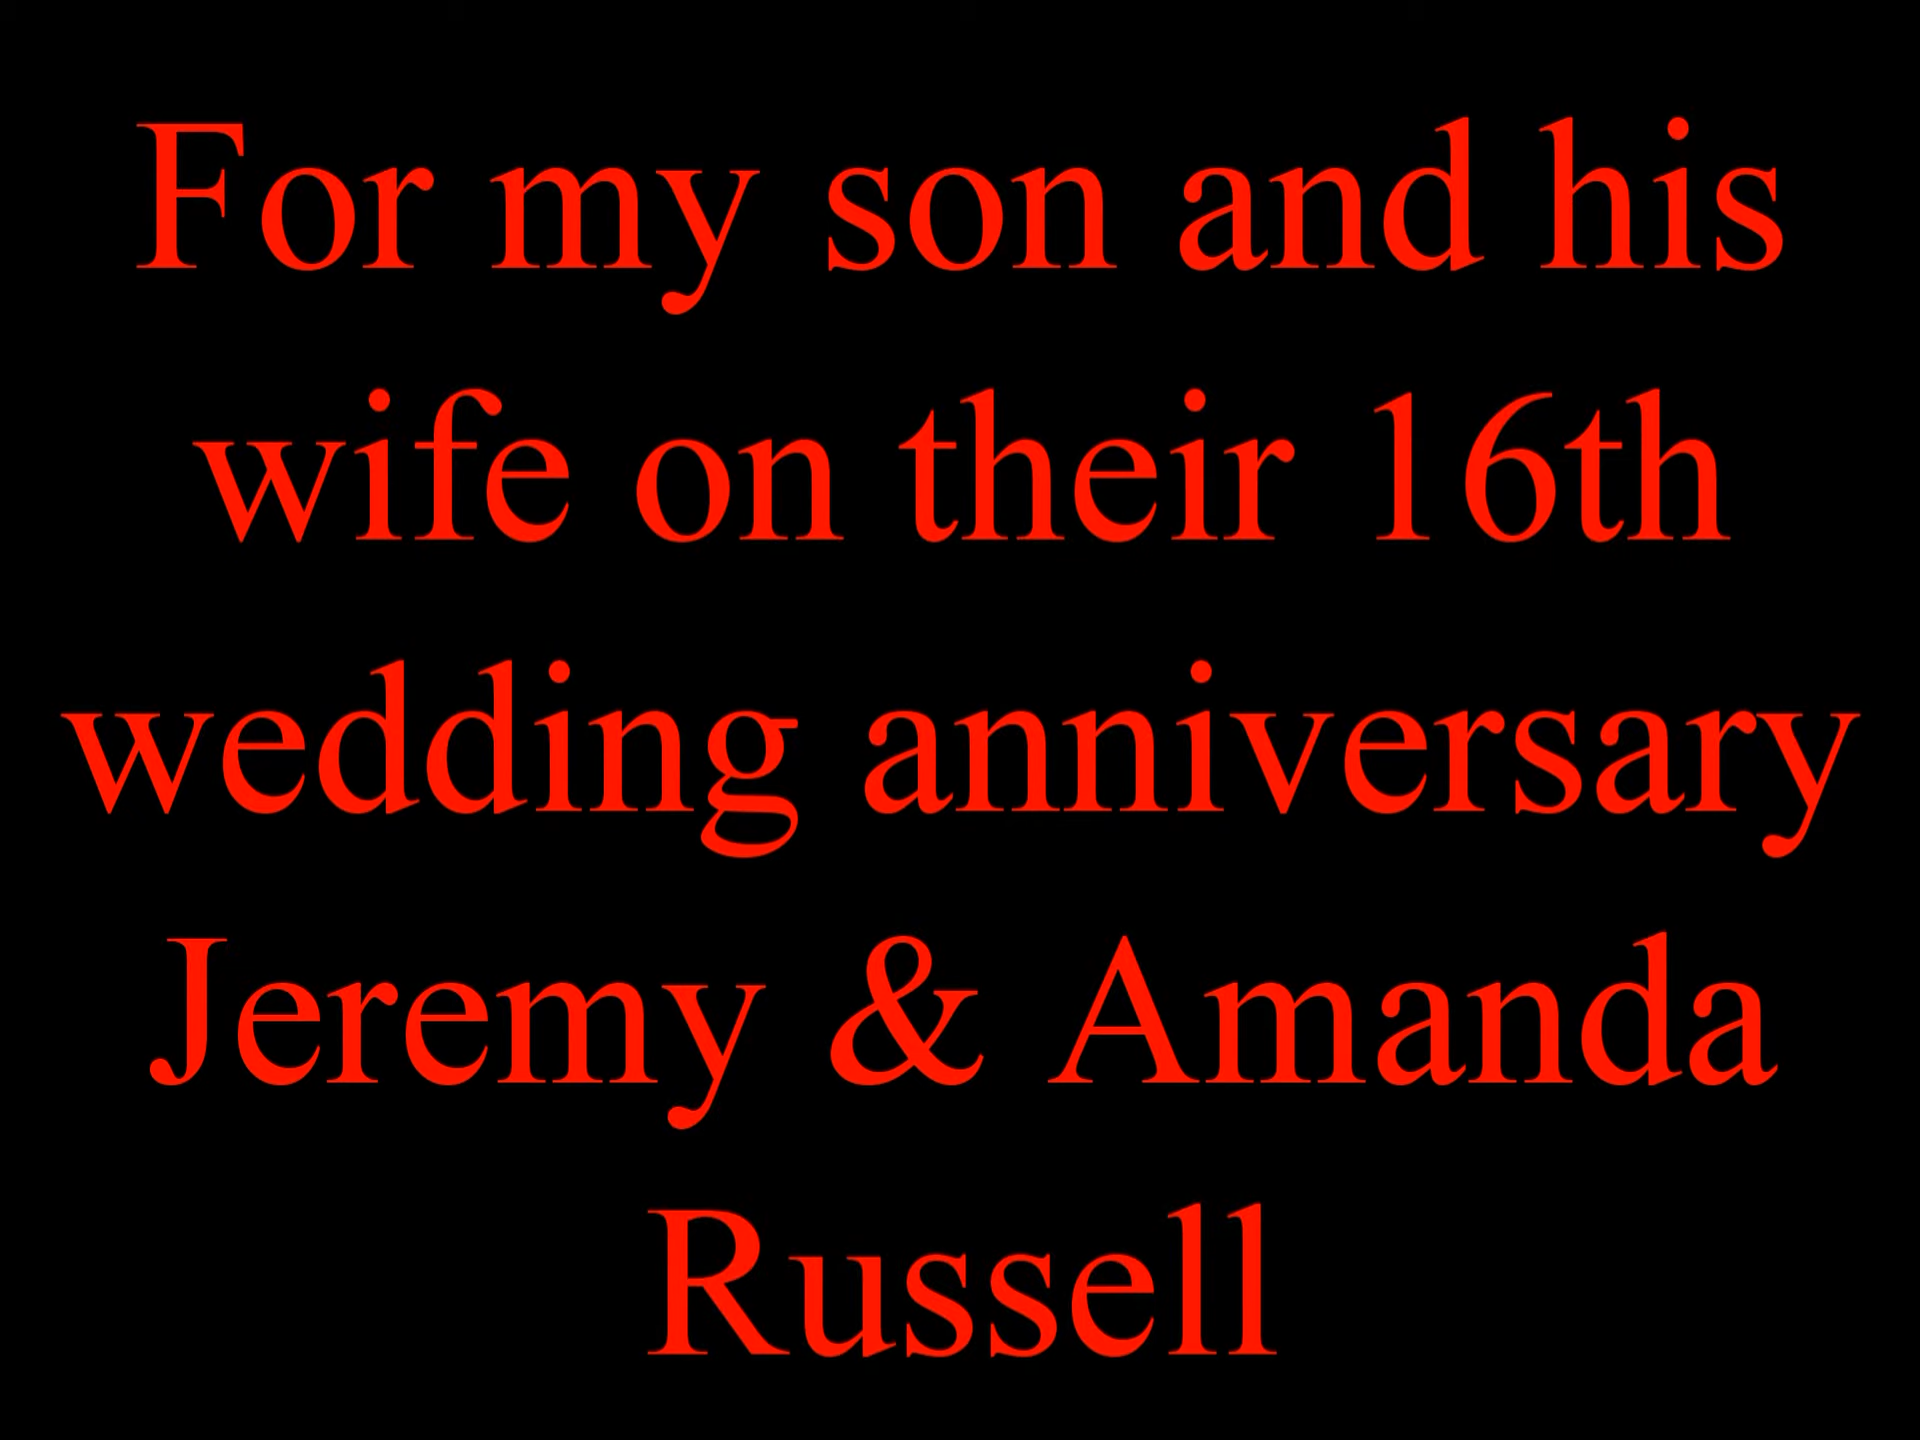 For my son and his
wife on their 16th
wedding anniversary
Jeremy & Amanda
Russell